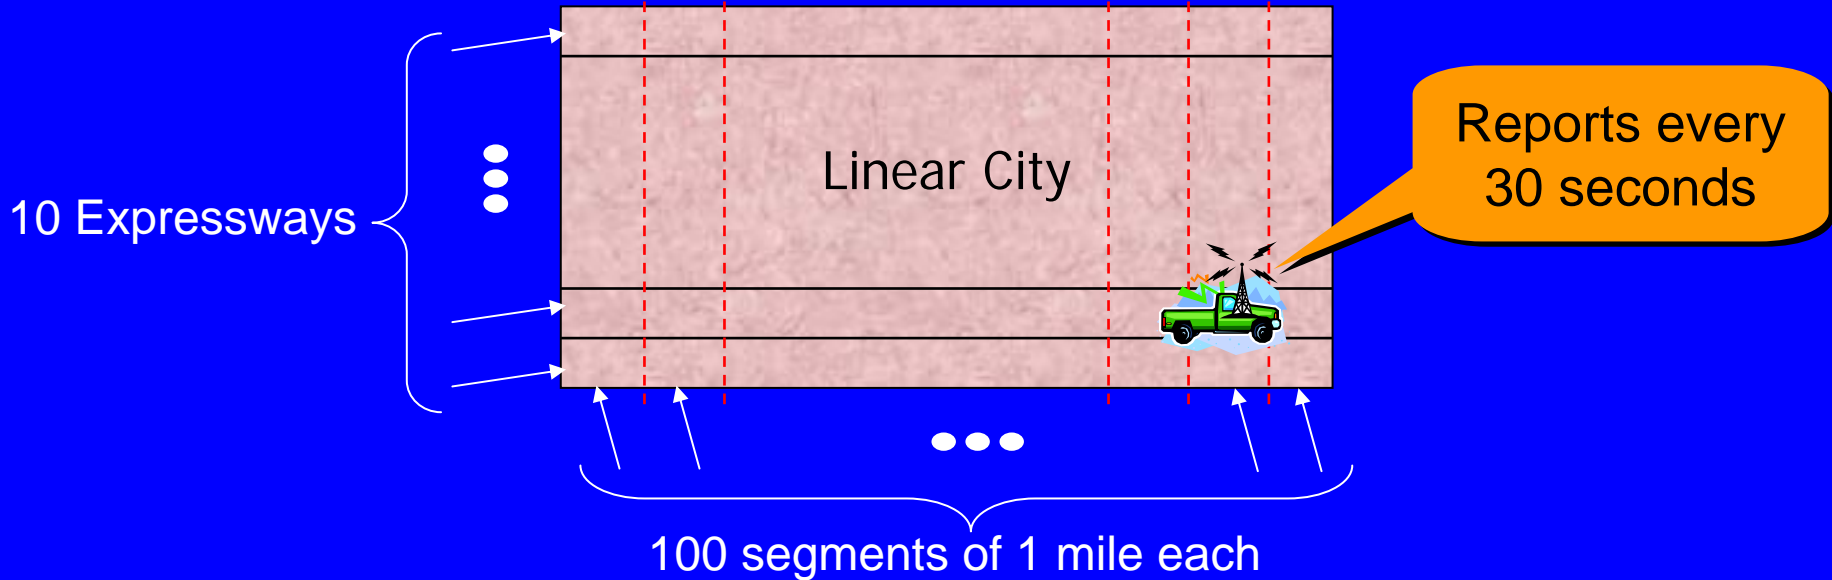 Linear City
Reports every
30 seconds
10 Expressways
100 segments of 1 mile each